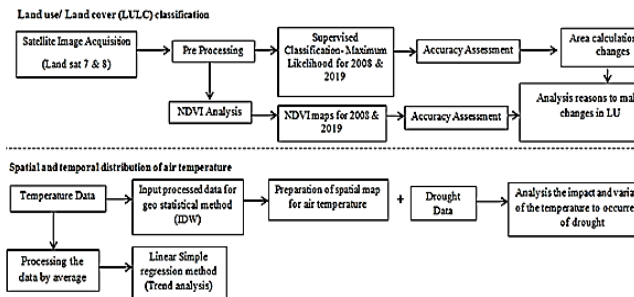 Land use/ Land cover (LULC) classification
Satellite Image Acquisition
(Land sat 7 & 8)
Pre Processing
Supervised
Classification- Maximum
Likelihood for 2008 &
2019
Accuracy Assessment
Area calculation
changes
NDVI Analysis
NDVI maps for 2008 &
2019
Accuracy Assessment
Analysis reasons to
changes in LU
Spatial and temporal distribution of air temperature
Temperature Data
Input processed data for
geo statistical method
(IDW)
Preparation of spatial map
for air temperature
+
Drought
Data
Analysis the impact and
of the temperature to
of drought
Processing the
data by average
Linear Simple
regression method
(Trend analysis)